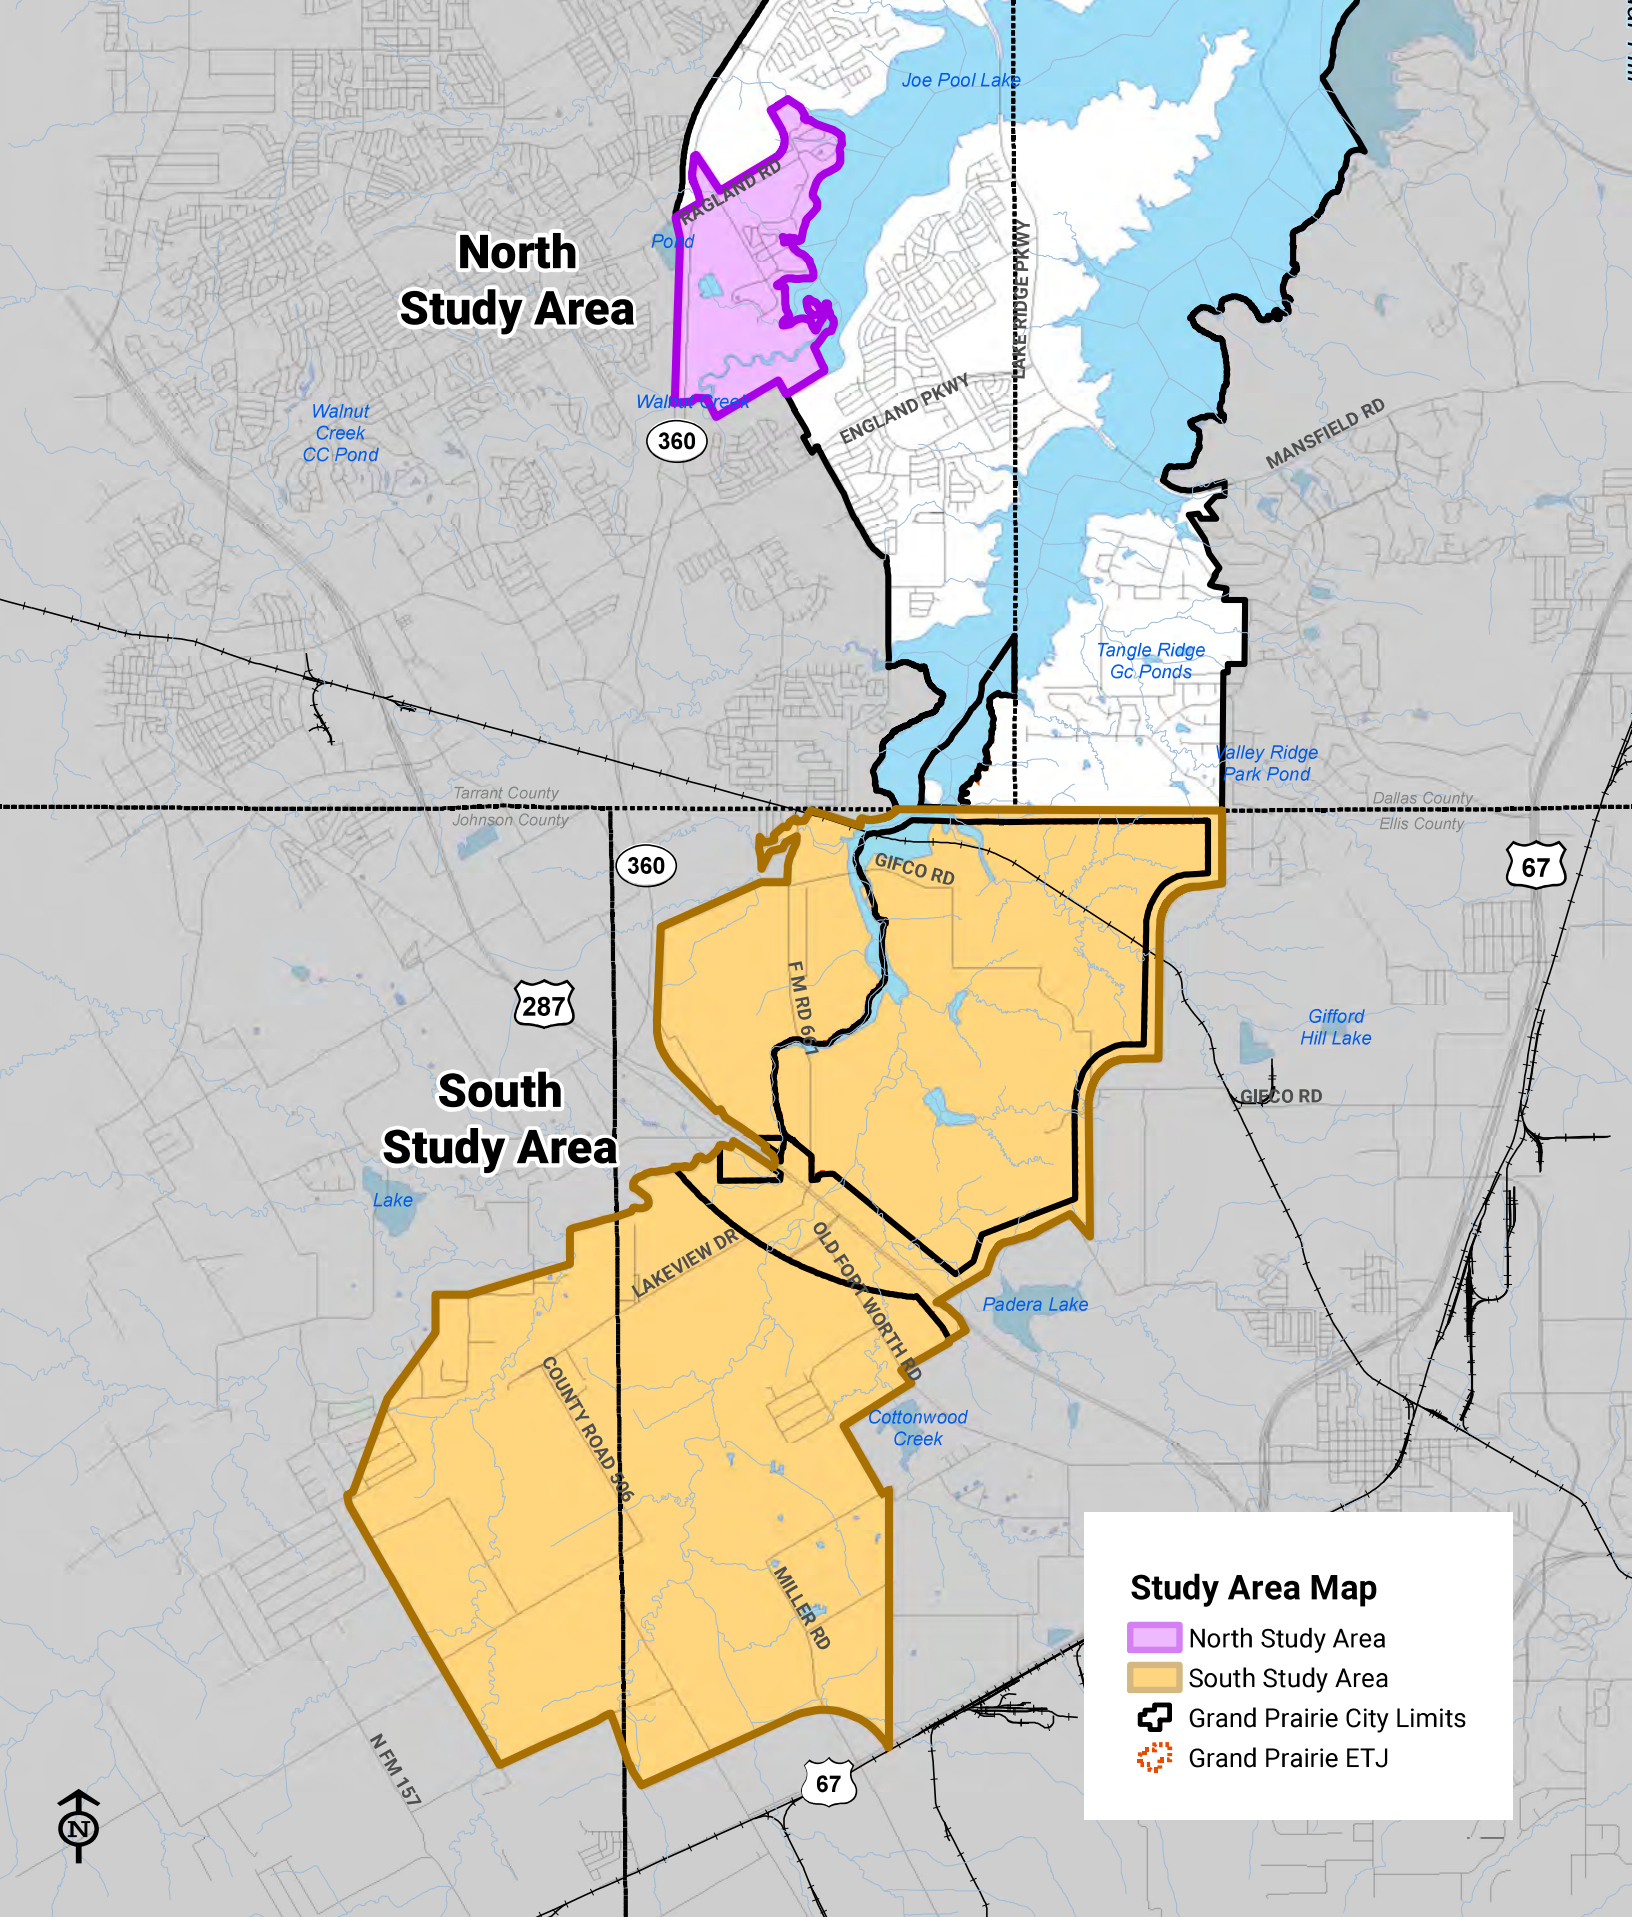 Joe Pool Lake
RAGLAND RD
Pond
North
Study Area
LAKE RIDGE PKWY
ENGLAND PKWY
Walnut Creek
360
Walnut
Creek
CC Pond
MANSFIELD RD
Tangle Ridge
Gc Ponds
Valley Ridge
Park Pond
Tarrant County
Johnson County
Dallas County
Ellis County
360
GIFCO RD
67
F M RD 661
287
Gifford
Hill Lake
GIFCO RD
South
Study Area
Lake
LAKEVIEW DR
OLD FORT WORTH RD
Padera Lake
COUNTY ROAD 506
Cottonwood
Creek
MILLER RD
N FM 157
67
N
Study Area Map
North Study Area
South Study Area
Grand Prairie City Limits
Grand Prairie ETJ